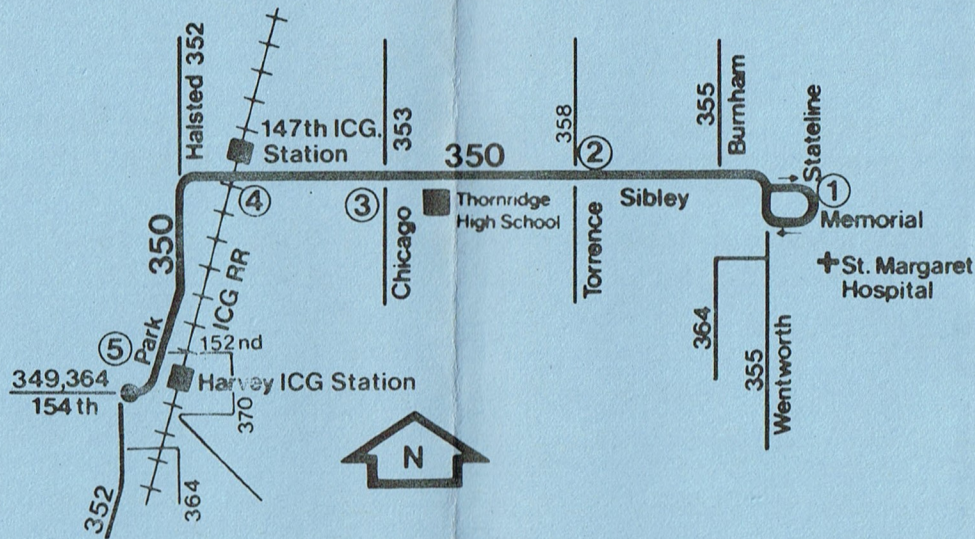 Halsted 352
147th ICG.
Station
353
350
358
②
355
Burnham
Stateline
①
④
③
Thornridge
High School
Sibley
Memorial
350
Chicago
Torrence
St. Margaret
Hospital
ICG RR
Park
⑤
152nd
364
355
Wentworth
349,364
154th
Harvey ICG Station
370
N
352
364